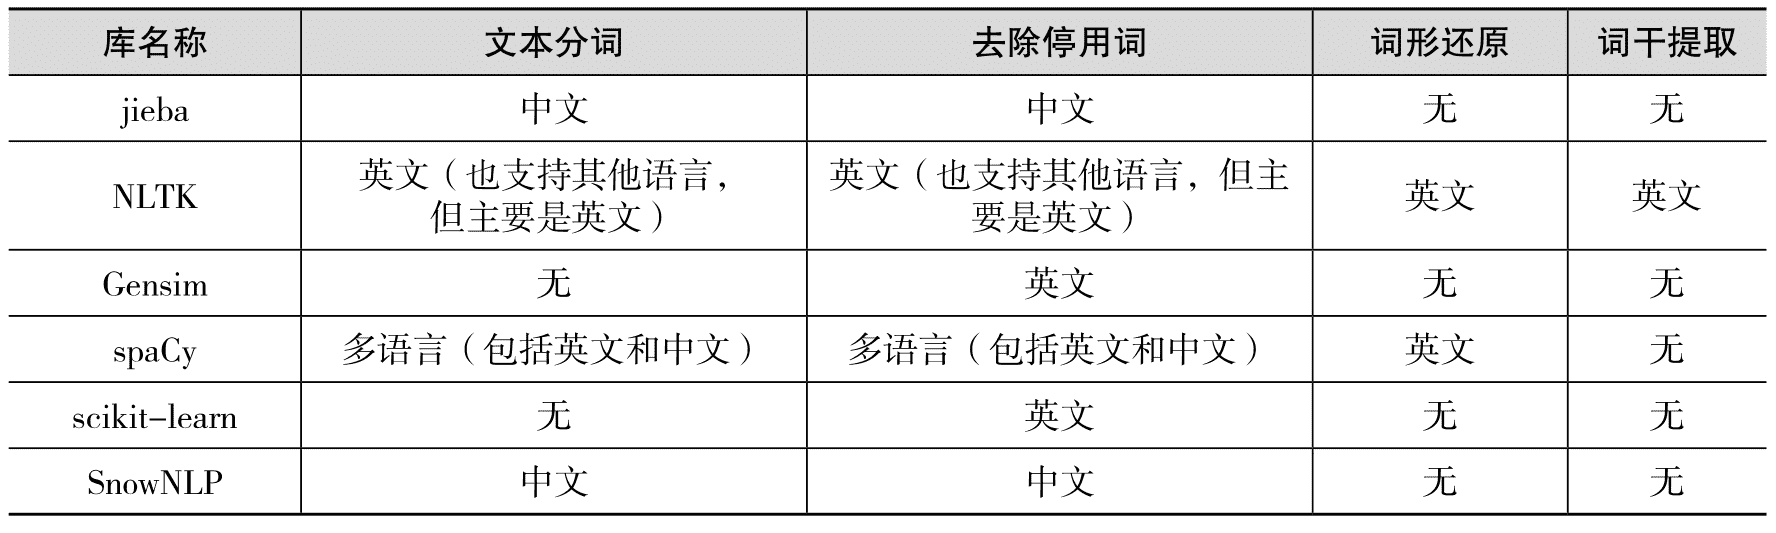 库名称 文本分词 去除停用词 词形还原 词干提取
jieba 中文 中文 无 无
NLTK 英文（也支持其他语言，但主要是英文） 英文（也支持其他语言，但主要是英文） 英文 英文
Gensim 无 英文 无 无
spaCy 多语言（包括英文和中文） 多语言（包括英文和中文） 英文 无
scikit-learn 无 英文 无 无
SnowNLP 中文 中文 无 无